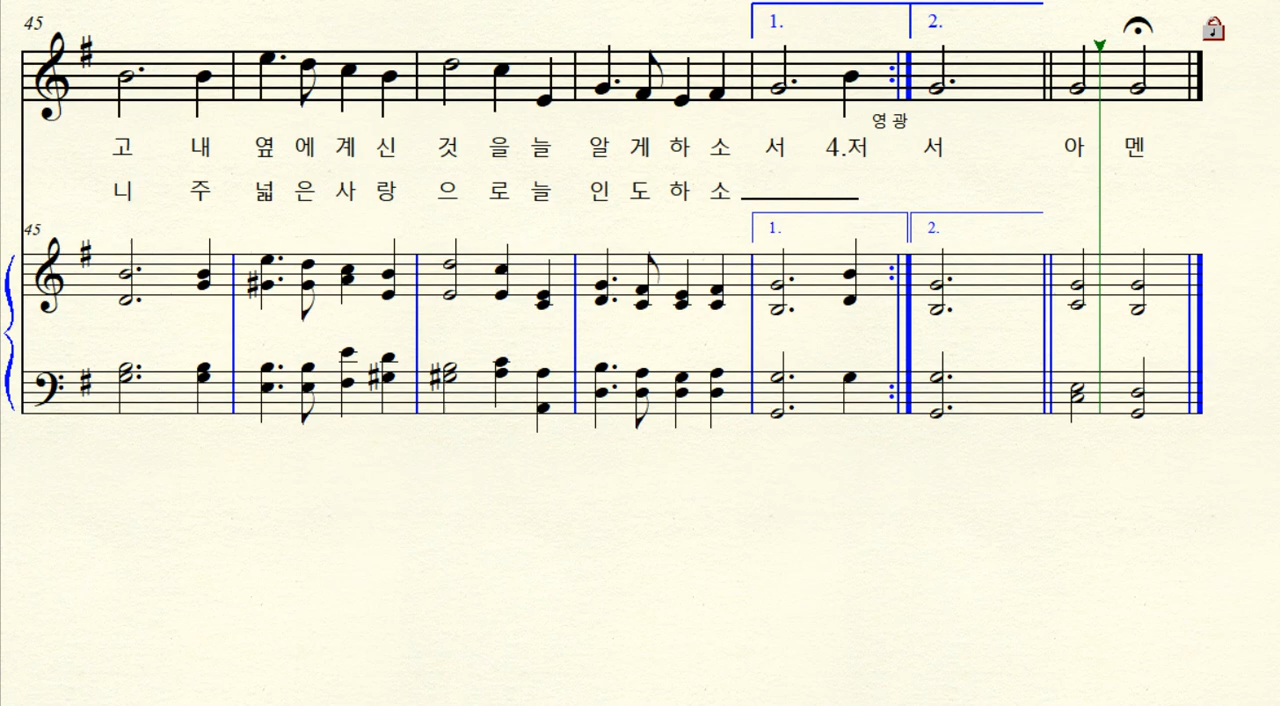 45
1. 2.
영 광
고 내 옆 에 계 신 것 을 늘 알 게 하 소 서 4.저 서 아 멘
니 주 넓 은 사 랑 으 로 늘 인 도 하 소
45
1. 2.